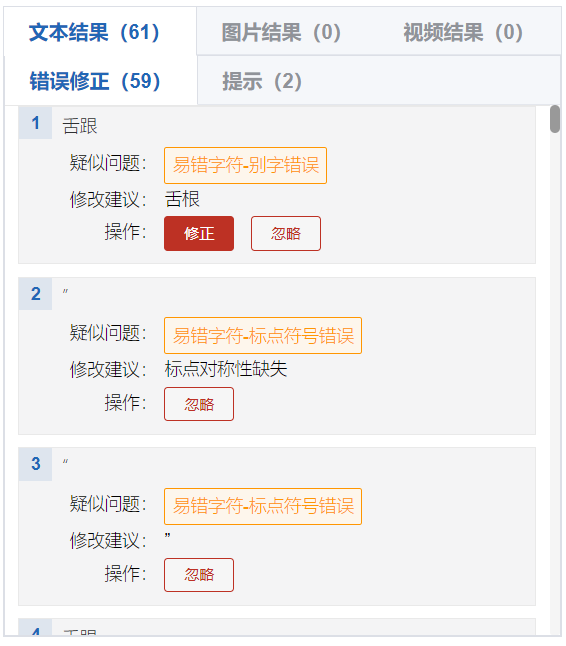 文本结果（61） 图片结果（0） 视频结果（0）
错误修正（59） 提示（2）
1 舌跟
疑似问题： 易错字符-别字错误
修改建议： 舌根
操作： 修正 忽略
2 ”
疑似问题： 易错字符-标点符号错误
修改建议： 标点对称性缺失
操作： 忽略
3 “
疑似问题： 易错字符-标点符号错误
修改建议： ”
操作： 忽略
4 舌跟